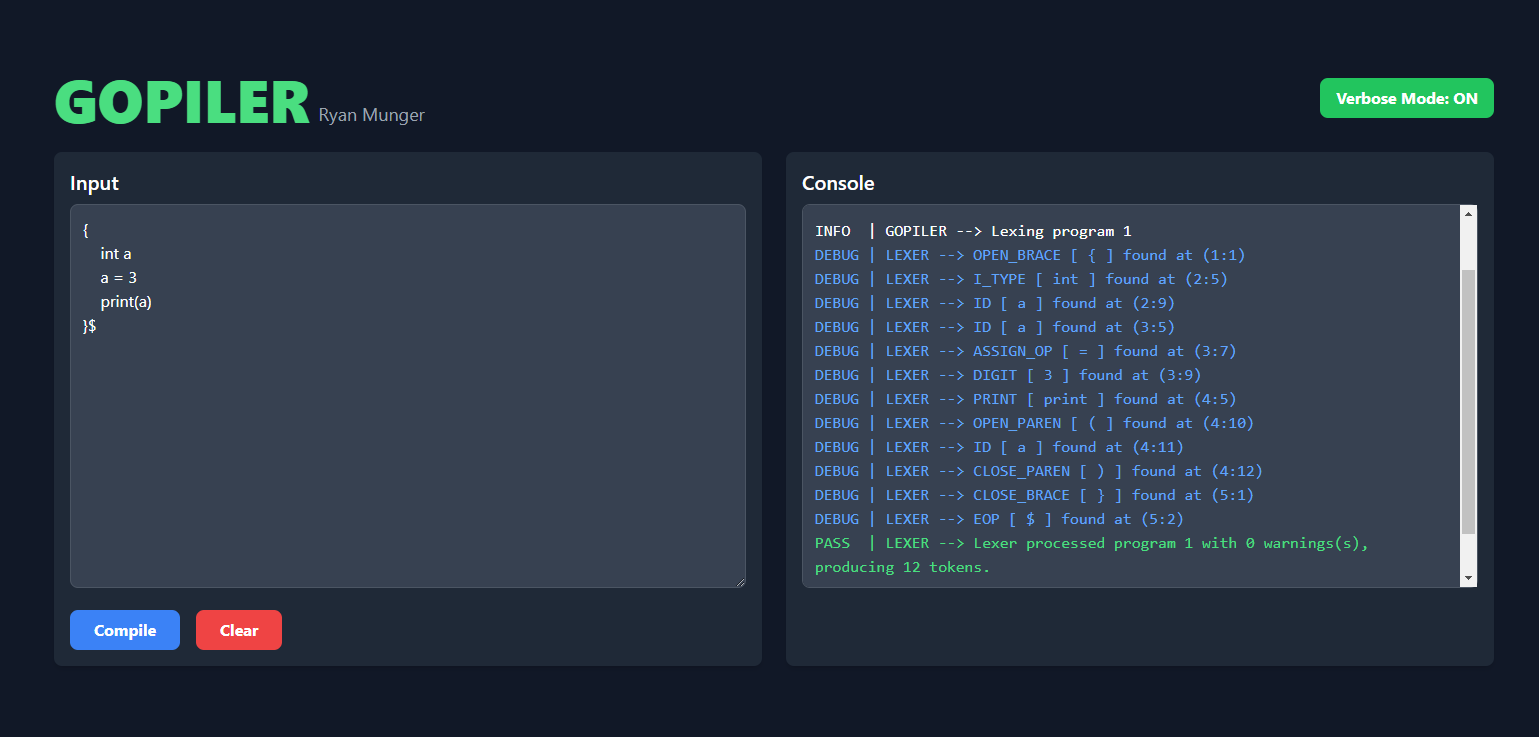 GOPILER Ryan Munger
Verbose Mode: ON
Input
{
    int a
    a = 3
    print(a)
}$
Compile
Clear
Console
INFO  | GOPILER --> Lexing program 1
DEBUG | LEXER --> OPEN_BRACE [ { ] found at (1:1)
DEBUG | LEXER --> I_TYPE [ int ] found at (2:5)
DEBUG | LEXER --> ID [ a ] found at (2:9)
DEBUG | LEXER --> ID [ a ] found at (3:5)
DEBUG | LEXER --> ASSIGN_OP [ = ] found at (3:7)
DEBUG | LEXER --> DIGIT [ 3 ] found at (3:9)
DEBUG | LEXER --> PRINT [ print ] found at (4:5)
DEBUG | LEXER --> OPEN_PAREN [ ( ] found at (4:10)
DEBUG | LEXER --> ID [ a ] found at (4:11)
DEBUG | LEXER --> CLOSE_PAREN [ ) ] found at (4:12)
DEBUG | LEXER --> CLOSE_BRACE [ } ] found at (5:1)
DEBUG | LEXER --> EOP [ $ ] found at (5:2)
PASS  | LEXER --> Lexer processed program 1 with 0 warnings(s),
producing 12 tokens.